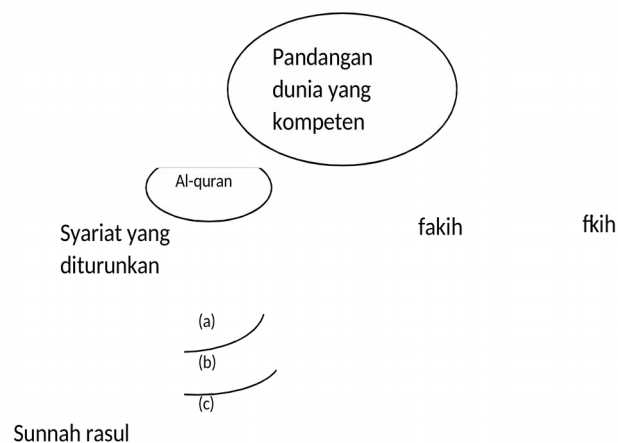 Pandangan
dunia yang
kompeten
Al-quran
Syariat yang
diturunkan
fakih
fkih
(a)
(b)
(c)
Sunnah rasul